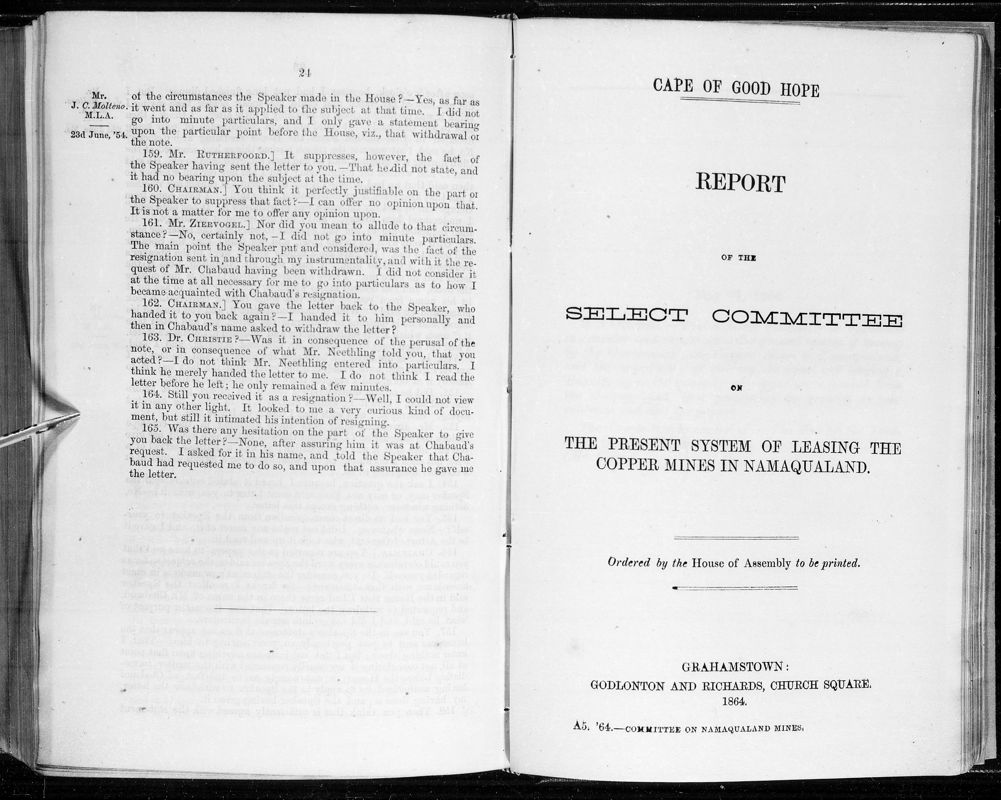 24
Mr.
J. C. Molteno.
M.L.A.
23d June, '54.
of the circumstances the Speaker made in the House?—Yes, as far as
it went and as far as it applied to the subject at that time. I did not
go into minute particulars, and I only gave a statement bearing
upon the particular point before the House, viz., that withdrawal of
the note.
159. Mr. RUTHERFOORD.] It suppresses, however, the fact of
the Speaker having sent the letter to you.—That he did not state, and
it had no bearing upon the subject at the time.
160. CHAIRMAN.] You think it perfectly justifiable on the part of
the Speaker to suppress that fact?—I can offer no opinion upon that.
It is not a matter for me to offer any opinion upon.
161. Mr. ZIERVOGEL.] Nor did you mean to allude to that circum-
stance?—No, certainly not,—I did not go into minute particulars.
The main point the Speaker put and considered, was the fact of the
resignation sent in and through my instrumentality, and with it the re-
quest of Mr. Chabaud having been withdrawn. I did not consider it
at the time at all necessary for me to go into particulars as to how I
became acquainted with Chabaud's resignation.
162. CHAIRMAN.] You gave the letter back to the Speaker, who
handed it to you back again?—I handed it to him personally and
then in Chabaud's name asked to withdraw the letter?
163. Dr. CHRISTIE?—Was it in consequence of the perusal of the
note, or in consequence of what Mr. Neethling told you, that you
acted?—I do not think Mr. Neethling entered into particulars. I
think he merely handed the letter to me. I do not think I read the
letter before he left; he only remained a few minutes.
164. Still you received it as a resignation?—Well, I could not view
it in any other light. It looked to me a very curious kind of docu-
ment, but still it intimated his intention of resigning.
165. Was there any hesitation on the part of the Speaker to give
you back the letter?—None, after assuring him it was at Chabaud's
request. I asked for it in his name, and told the Speaker that Cha-
baud had requested me to do so, and upon that assurance he gave me
the letter.
CAPE OF GOOD HOPE
REPORT
OF THE
SELECT COMMITTEE
ON
THE PRESENT SYSTEM OF LEASING THE
COPPER MINES IN NAMAQUALAND.
Ordered by the House of Assembly to be printed.
GRAHAMSTOWN:
GODLONTON AND RICHARDS, CHURCH SQUARE.
1864.
A5. '64.—COMMITTEE ON NAMAQUALAND MINES.